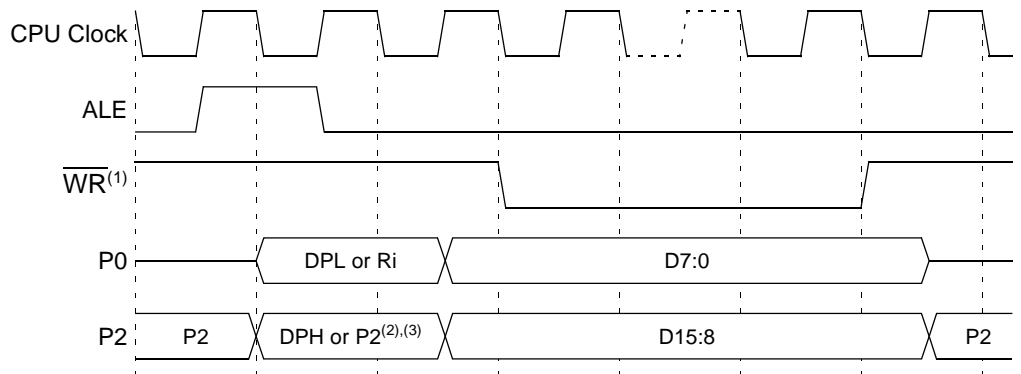 CPU Clock
ALE
WR(1)
P0 DPL or Ri D7:0
P2 P2 DPH or P2(2),(3) D15:8 P2